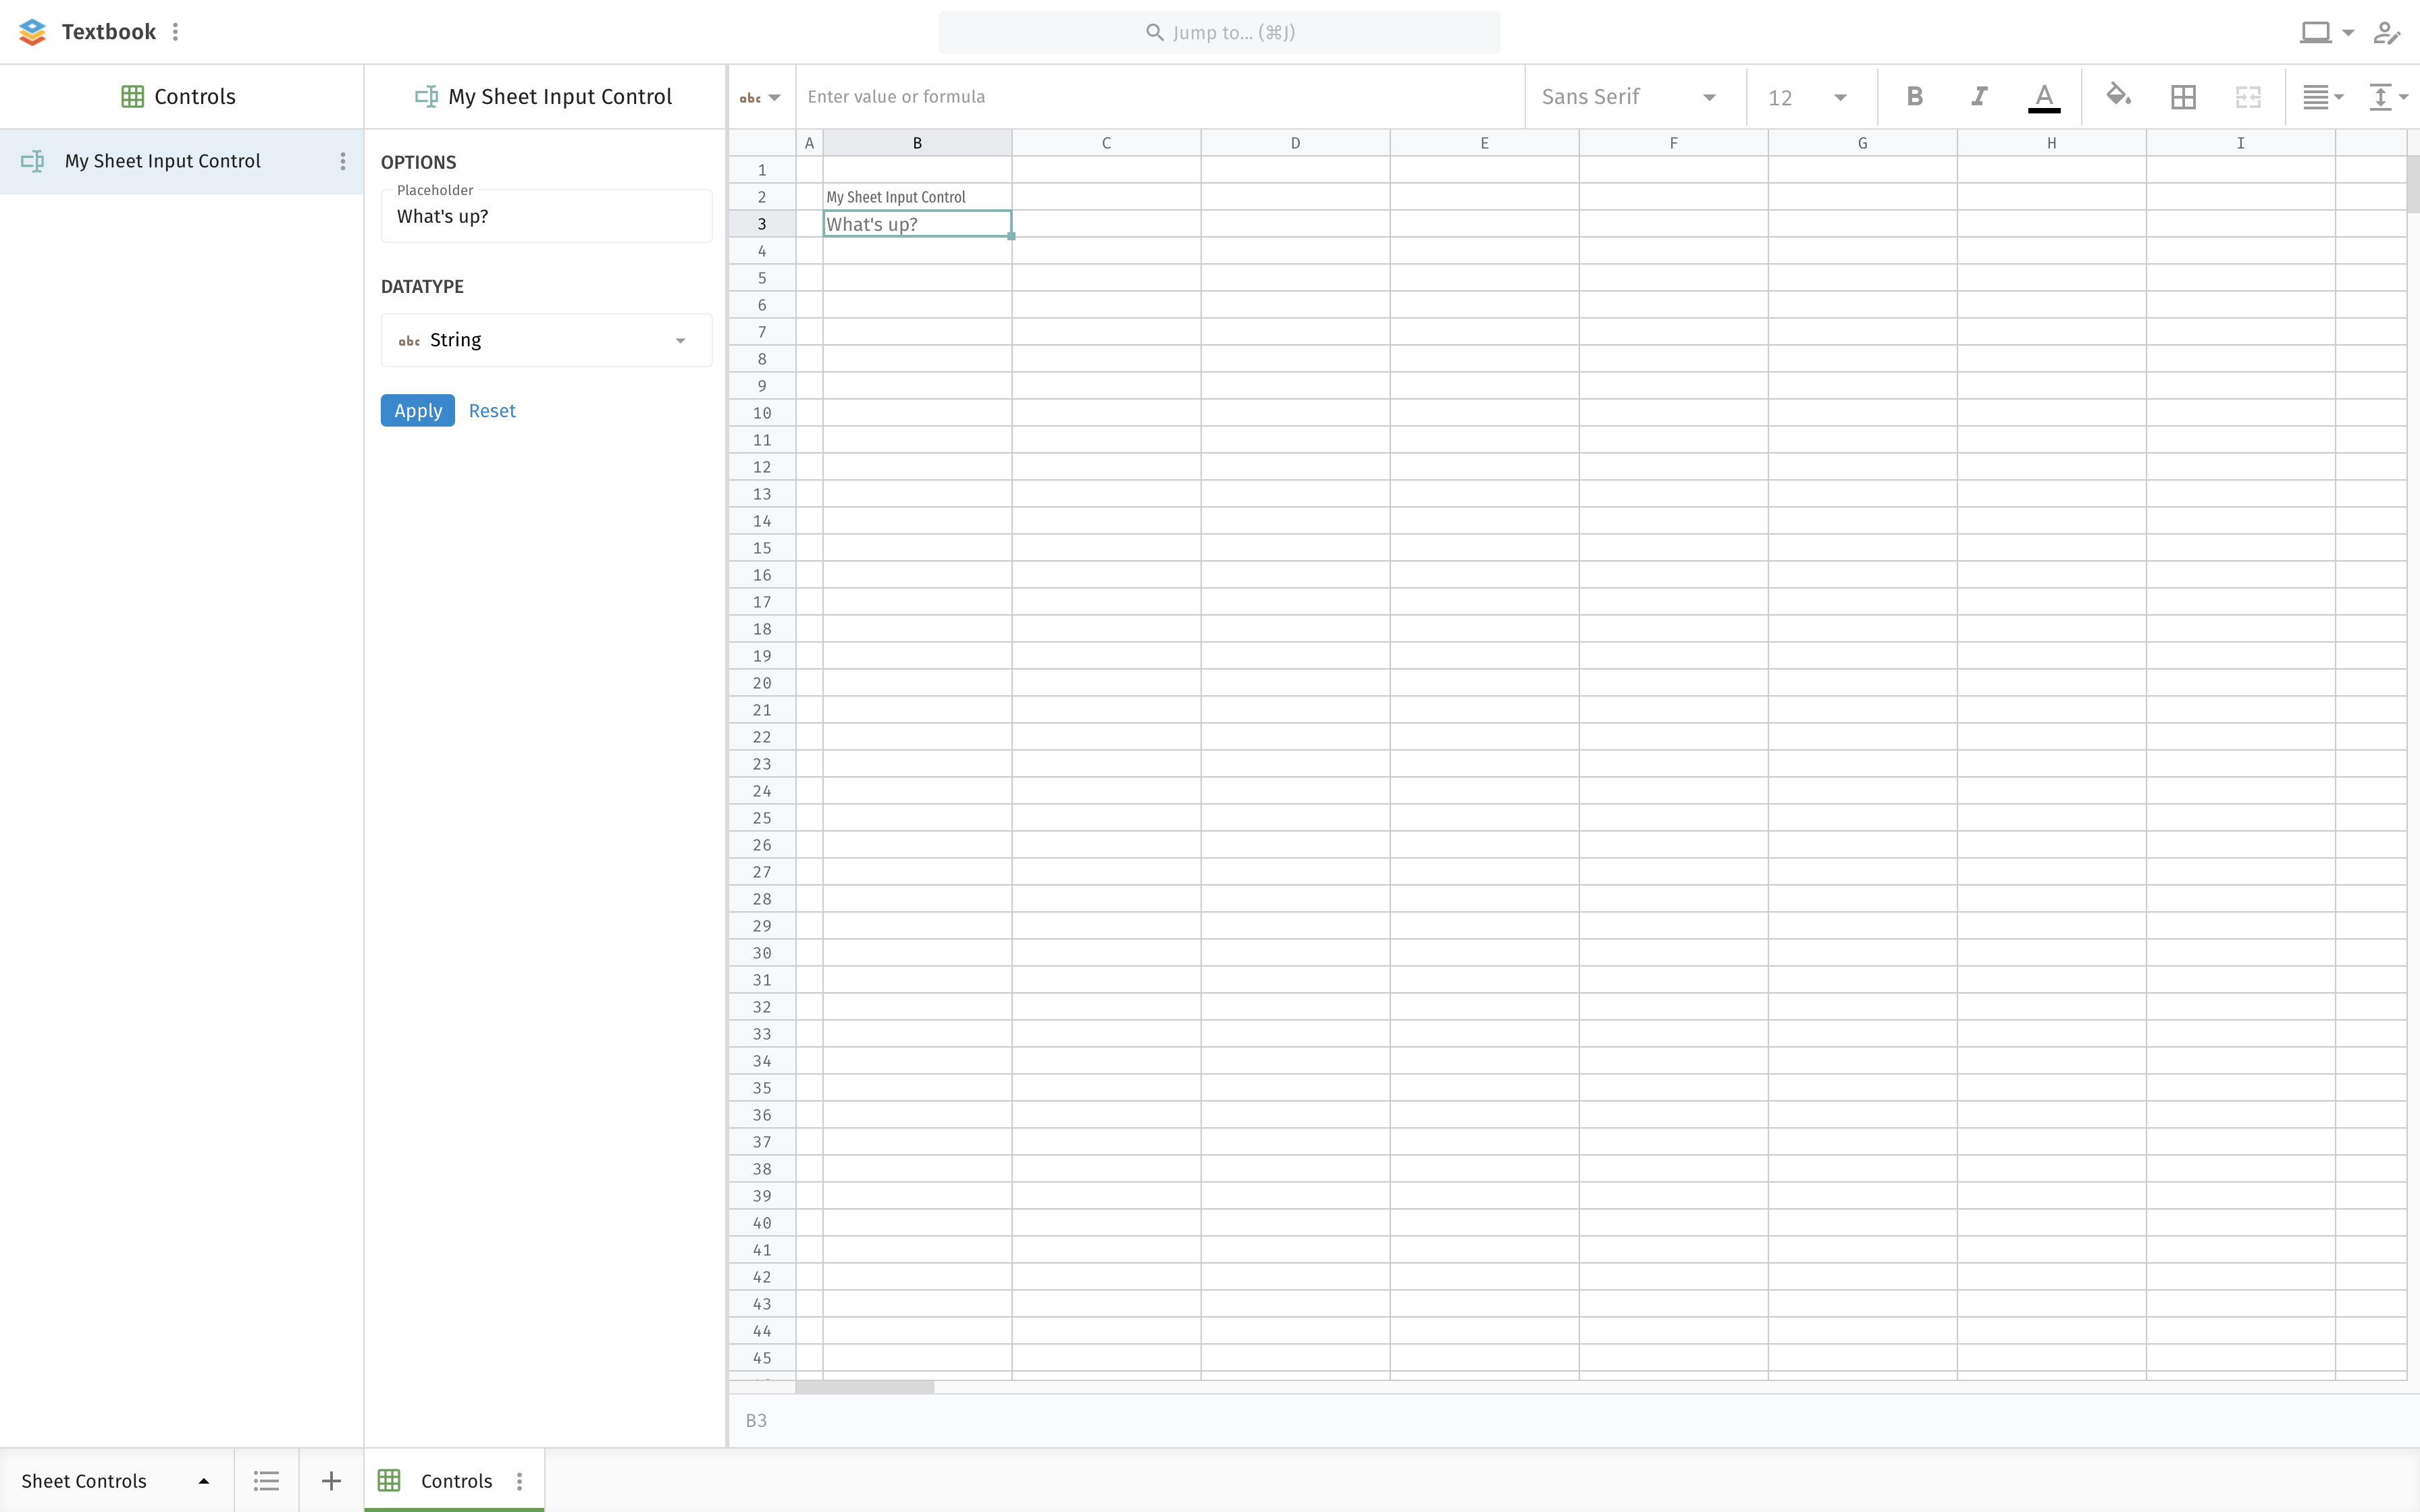 Textbook
Jump to... (⌘J)
Controls
My Sheet Input Control
abc
Enter value or formula
Sans Serif
12
B
I
A
My Sheet Input Control
OPTIONS
Placeholder
What's up?
DATATYPE
abc String
Apply
Reset
A B C D E F G H I
1
2 My Sheet Input Control
3 What's up?
4
5
6
7
8
9
10
11
12
13
14
15
16
17
18
19
20
21
22
23
24
25
26
27
28
29
30
31
32
33
34
35
36
37
38
39
40
41
42
43
44
45
B3
Sheet Controls
Controls